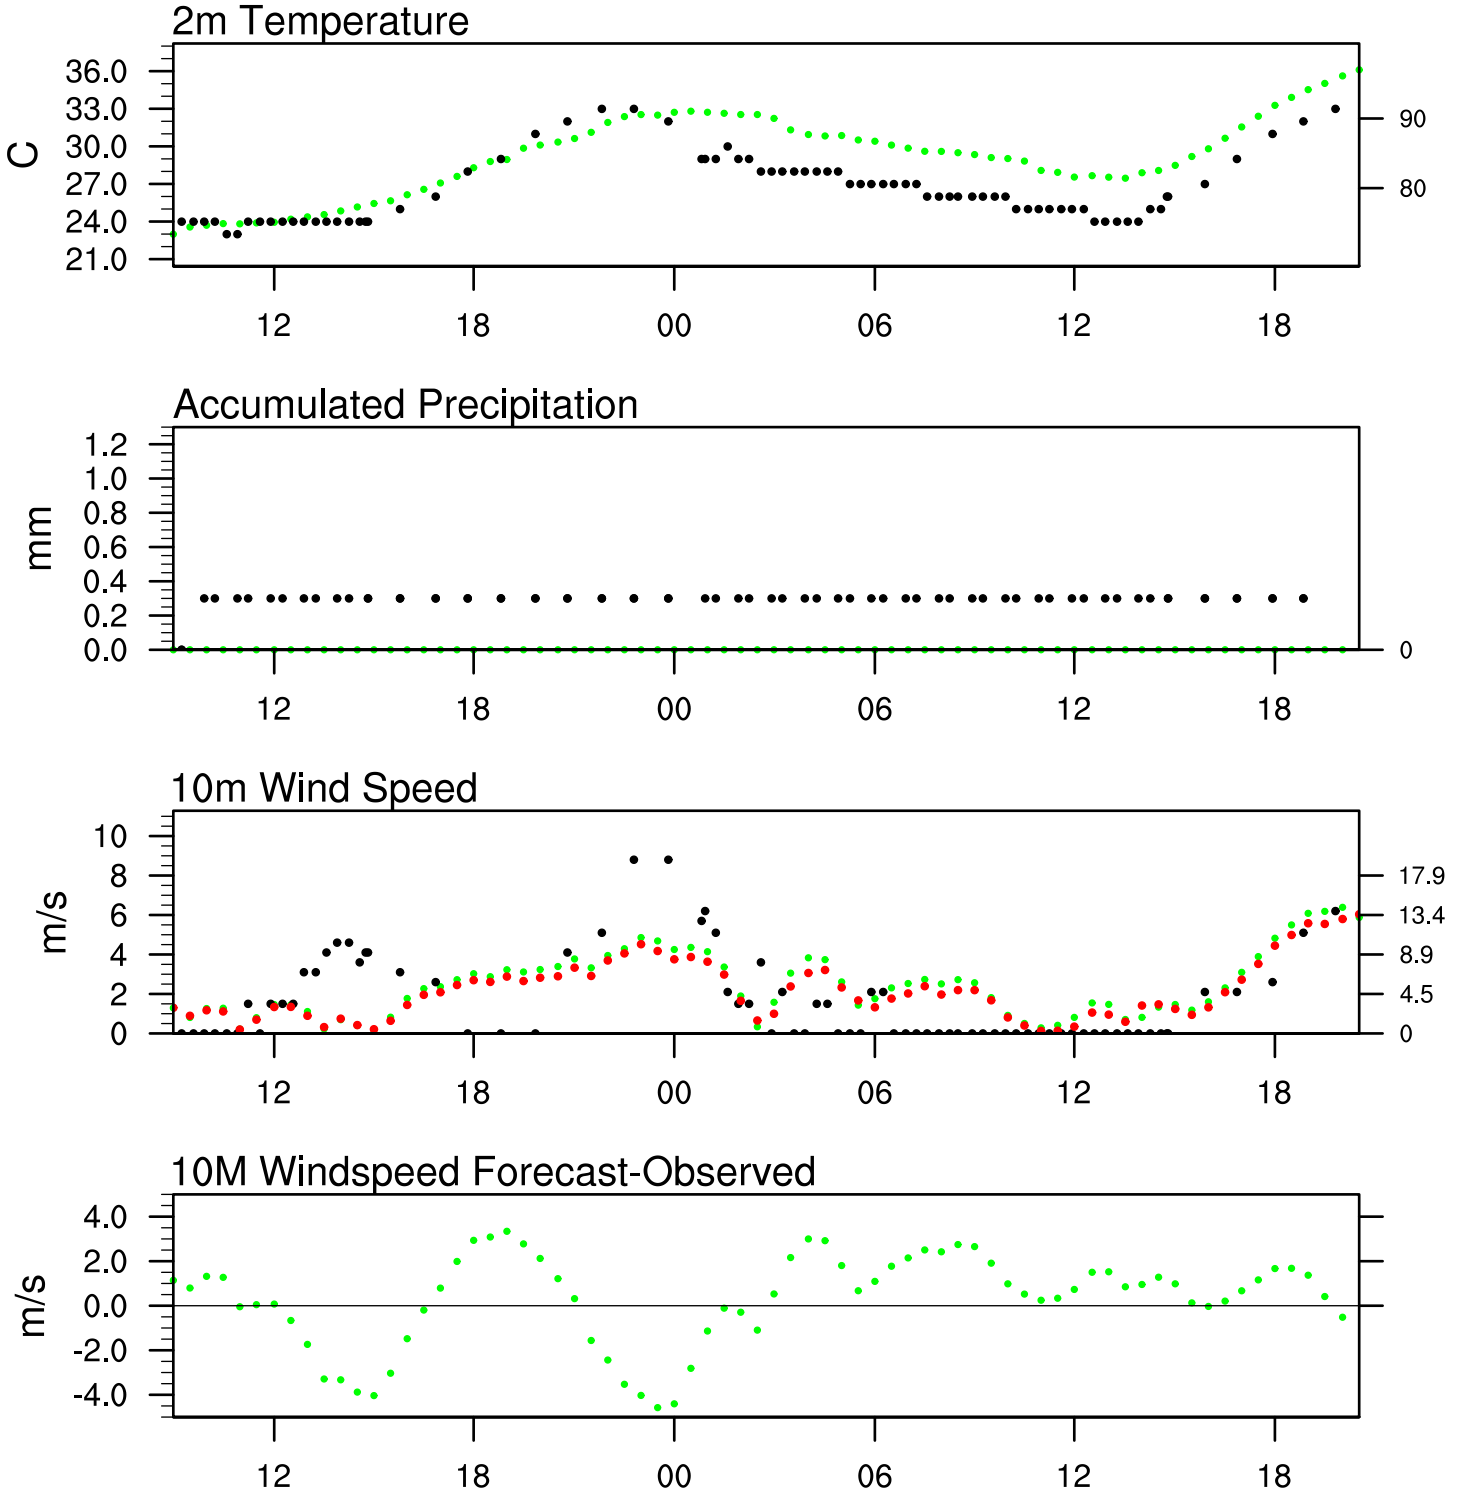 2m Temperature
C
36.0
33.0
30.0
27.0
24.0
21.0
90
80
12 18 00 06 12 18
Accumulated Precipitation
mm
1.2
1.0
0.8
0.6
0.4
0.2
0.0
0
12 18 00 06 12 18
10m Wind Speed
m/s
10
8
6
4
2
0
17.9
13.4
8.9
4.5
0
12 18 00 06 12 18
10M Windspeed Forecast-Observed
m/s
4.0
2.0
0.0
-2.0
-4.0
12 18 00 06 12 18